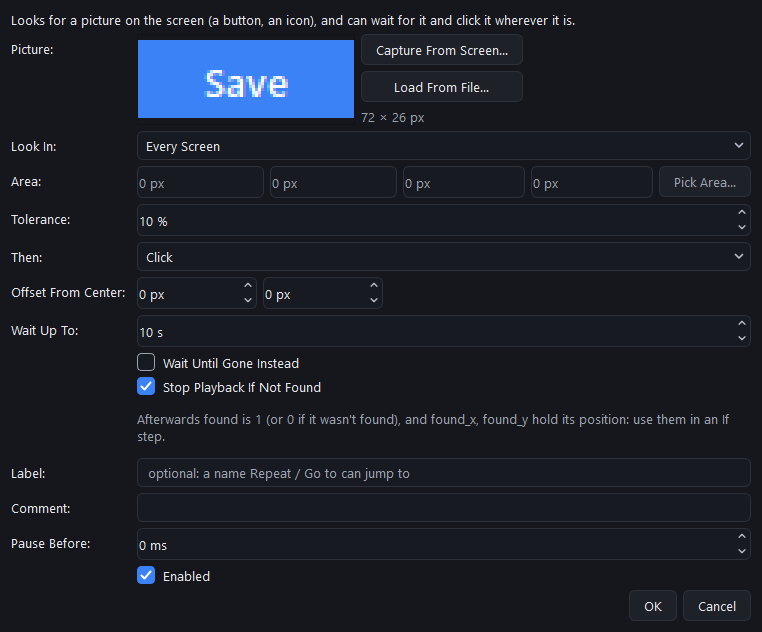 Looks for a picture on the screen (a button, an icon), and can wait for it and click it wherever it is.
Picture:
Save
Capture From Screen...
Load From File...
72 × 26 px
Look In:
Every Screen
Area:
0 px
0 px
0 px
0 px
Pick Area...
Tolerance:
10 %
Then:
Click
Offset From Center:
0 px
0 px
Wait Up To:
10 s
Wait Until Gone Instead
Stop Playback If Not Found
Afterwards found is 1 (or 0 if it wasn't found), and found_x, found_y hold its position: use them in an If
step.
Label:
optional: a name Repeat / Go to can jump to
Comment:
Pause Before:
0 ms
Enabled
OK
Cancel